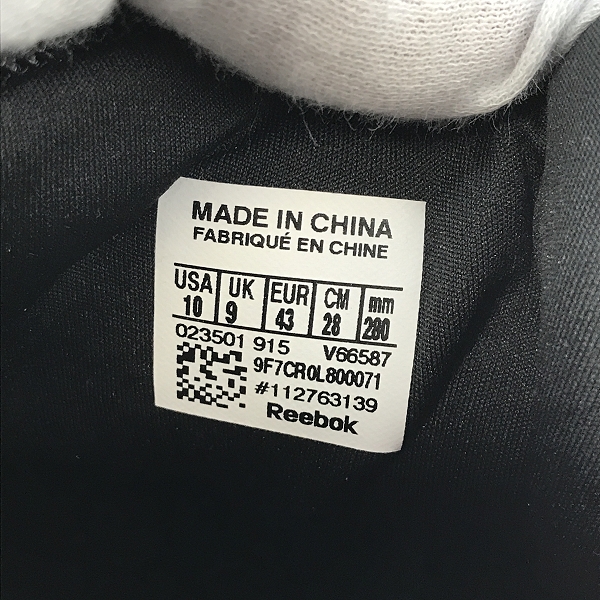 MADE IN CHINA
FABRIQUÉ EN CHINE
USA UK EUR CM mm
10 9 43 28 280
023501 915 V66587
9F7CR0L800071
#112763139
Reebok